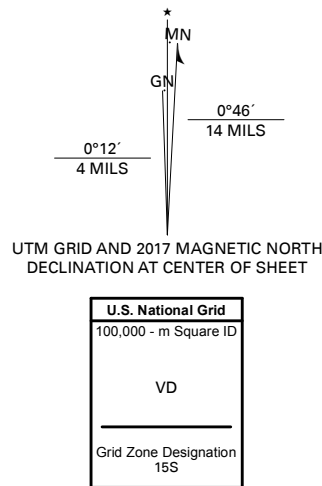 ★
MN
GN
0°46´
14 MILS
0°12´
4 MILS
UTM GRID AND 2017 MAGNETIC NORTH
DECLINATION AT CENTER OF SHEET
U.S. National Grid
100,000 - m Square ID
VD
Grid Zone Designation
15S